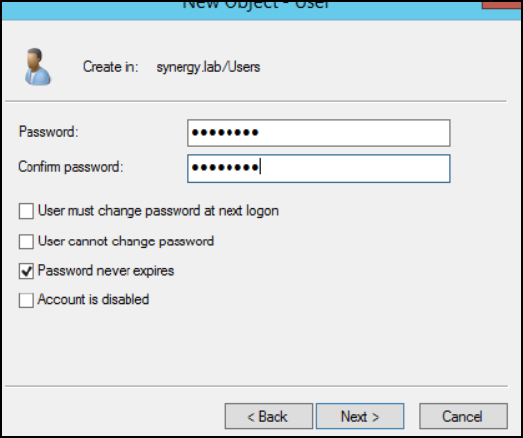 New Object - User
Create in: synergy.lab/Users
Password: ●●●●●●●●
Confirm password: ●●●●●●●●
User must change password at next logon
User cannot change password
Password never expires
Account is disabled
< Back Next > Cancel